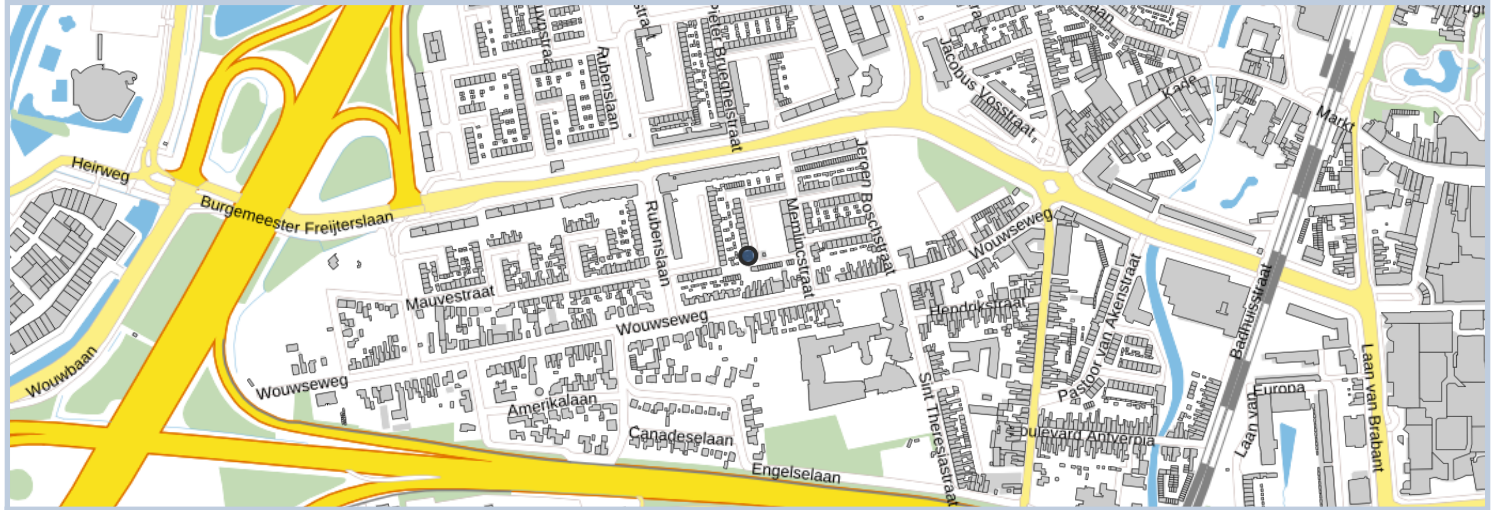 Rubenslaan
Pieter Brueghelstraat
Jacobus Vosstraat
Kade
Markt
Heirweg
Burgemeester Freijterslaan
Rubenslaan
Memlincstraat
Jeroen Boschstraat
Wouwseweg
Mauvestraat
Wouwseweg
Hendrikstraat
Pastoor van Akenstraat
Badhuisstraat
Wouwbaan
Wouwseweg
Amerikalaan
Canadeselaan
Engelselaan
Sint Theresiastraat
Boulevard Antverpia
Laan van
Europa
Laan van Brabant